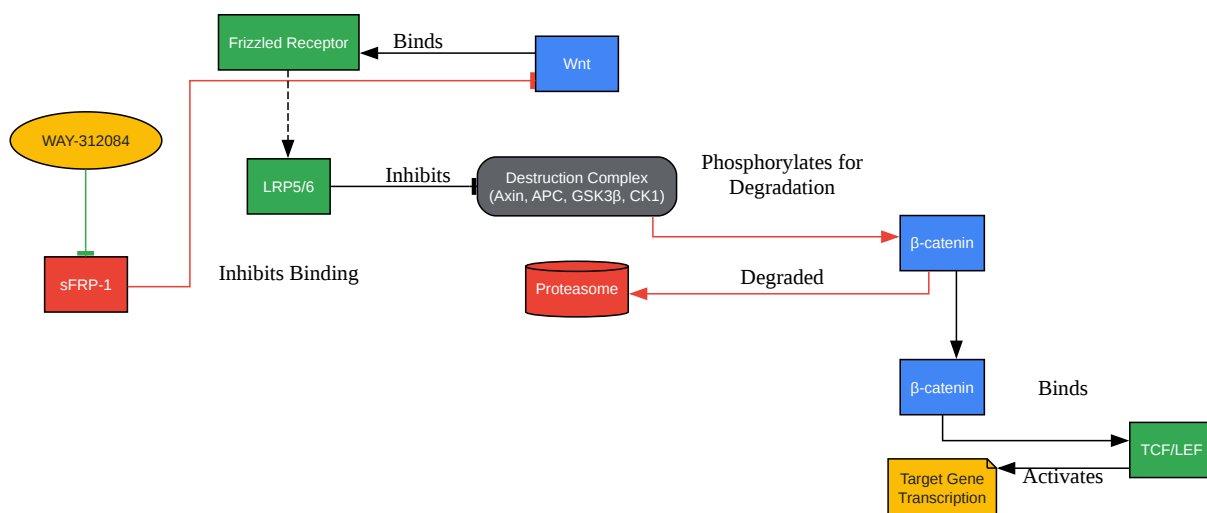 Frizzled Receptor
Binds
Wnt
WAY-312084
LRP5/6
Inhibits
Destruction Complex
(Axin, APC, GSK3β, CK1)
Phosphorylates for
Degradation
β-catenin
sFRP-1
Inhibits Binding
Proteasome
Degraded
β-catenin
Binds
TCF/LEF
Activates
Target Gene
Transcription